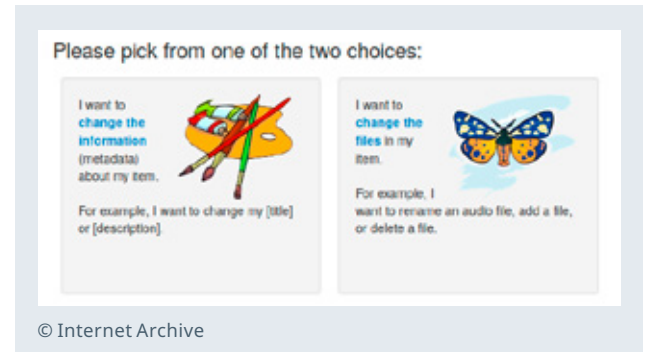 Please pick from one of the two choices:
I want to
change the
information
(metadata)
about my item.
For example, I want to change my [title]
or [description].
I want to
change the
files in my
item.
For example, I
want to rename an audio file, add a file,
or delete a file.
© Internet Archive